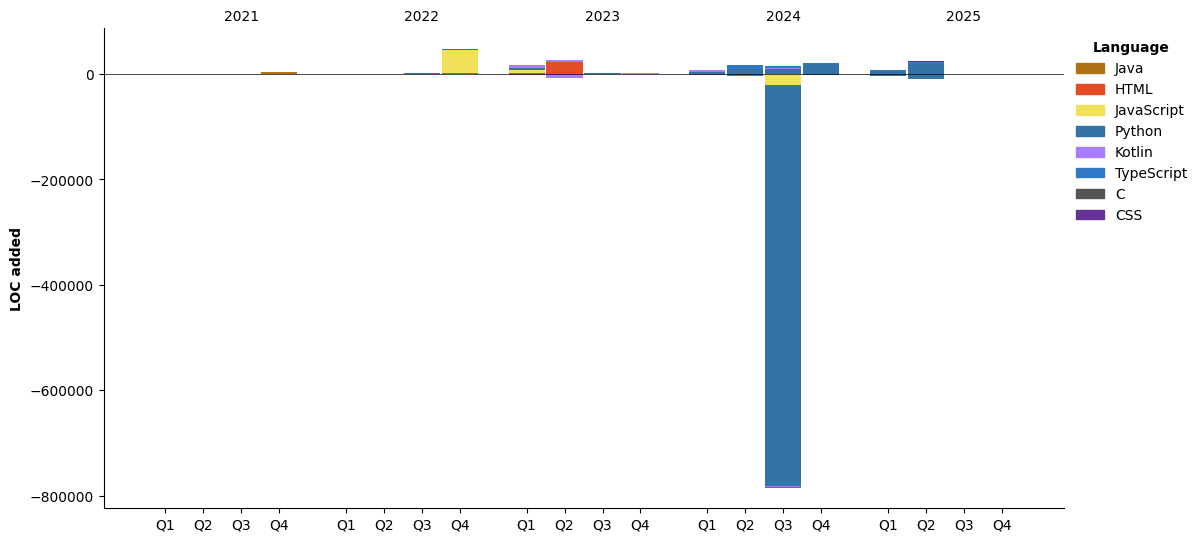 2021 2022 2023 2024 2025
Language
Java
HTML
JavaScript
Python
Kotlin
TypeScript
C
CSS
LOC added
0
−200000
−400000
−600000
−800000
Q1 Q2 Q3 Q4 Q1 Q2 Q3 Q4 Q1 Q2 Q3 Q4 Q1 Q2 Q3 Q4 Q1 Q2 Q3 Q4